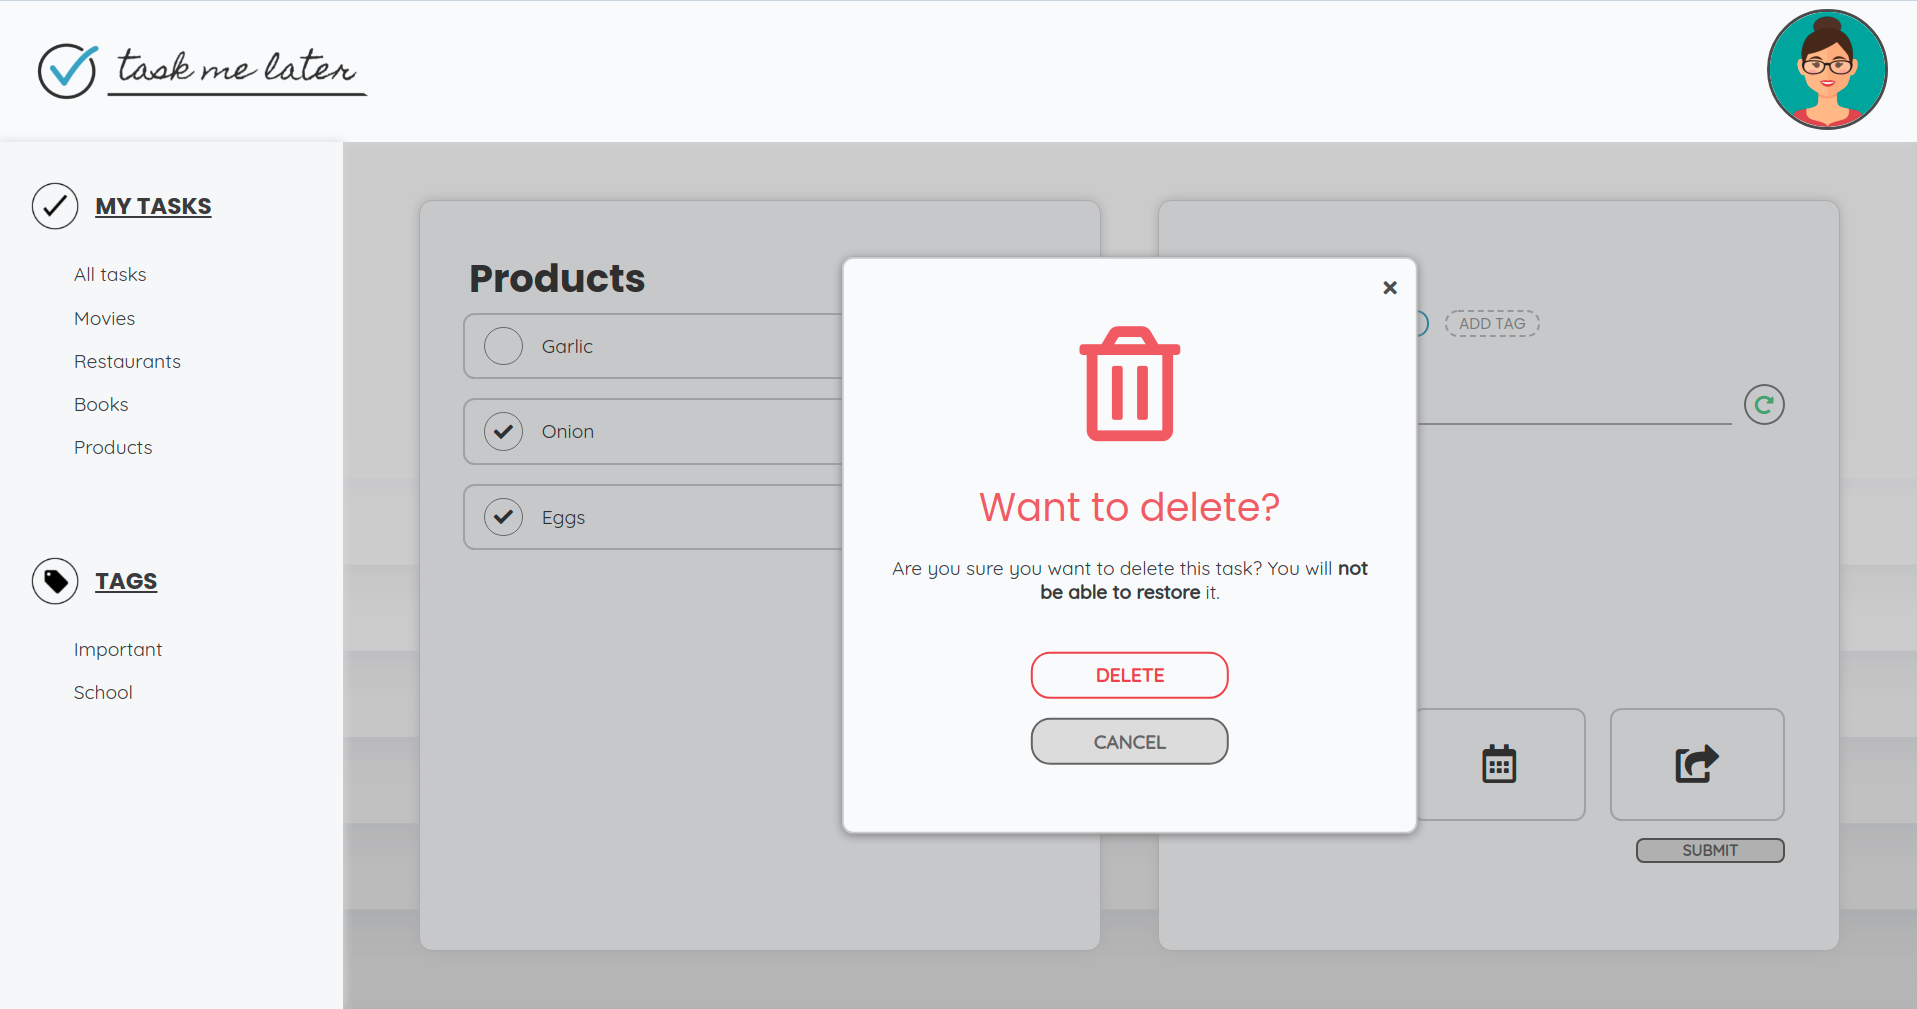 task me later
MY TASKS
All tasks
Movies
Restaurants
Books
Products
TAGS
Important
School
Products
Garlic
Onion
Eggs
Want to delete?
Are you sure you want to delete this task? You will not
be able to restore it.
DELETE
CANCEL
ADD TAG
SUBMIT